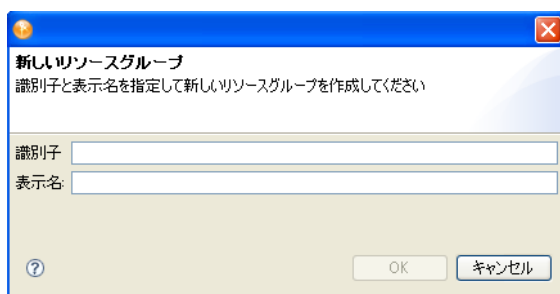 新しいリソースグループ
識別子と表示名を指定して新しいリソースグループを作成してください
識別子
表示名:
?
OK
キャンセル